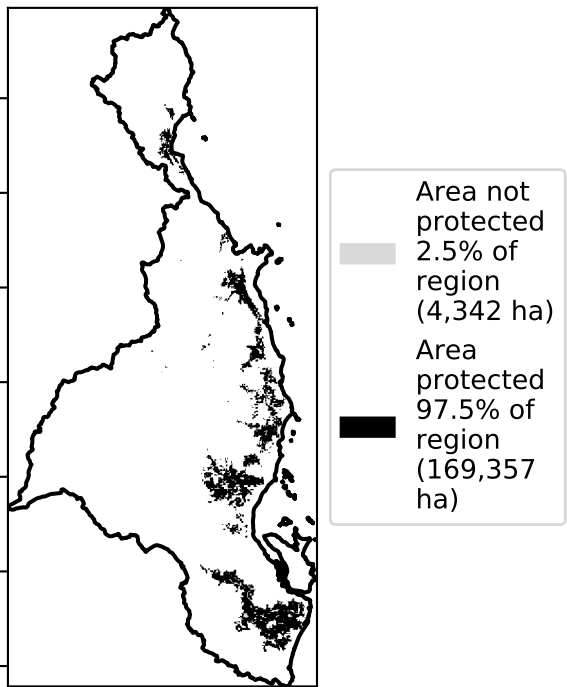 Area not
protected
2.5% of
region
(4,342 ha)
Area
protected
97.5% of
region
(169,357
ha)